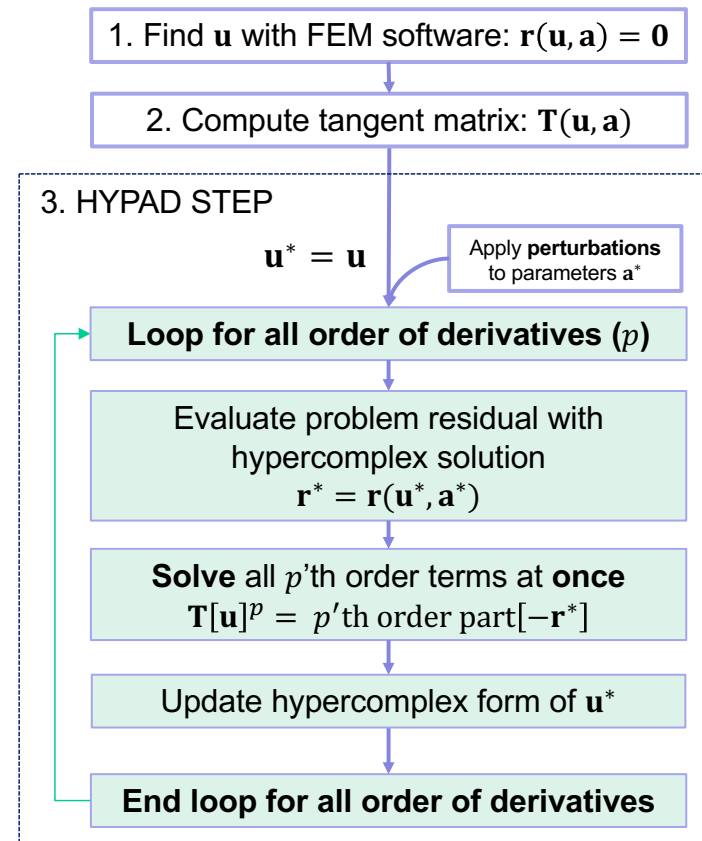 1. Find 𝐮 with FEM software: 𝐫(𝐮, 𝐚) = 𝟎
2. Compute tangent matrix: 𝐓(𝐮, 𝐚)
3. HYPAD STEP
𝐮* = 𝐮
Apply perturbations
to parameters 𝐚*
Loop for all order of derivatives (𝑝)
Evaluate problem residual with
hypercomplex solution
𝐫* = 𝐫(𝐮*, 𝐚*)
Solve all 𝑝'th order terms at once
𝐓[𝐮]ᵖ = 𝑝′th order part[−𝐫*]
Update hypercomplex form of 𝐮*
End loop for all order of derivatives